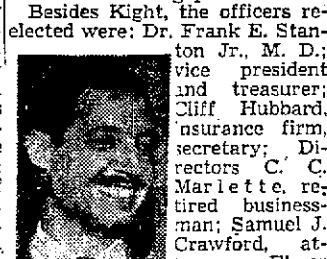 Besides Kight, the officers re-
elected were: Dr. Frank E. Stan-
ton Jr., M. D.;
vice president
and treasurer;
Cliff Hubbard,
insurance firm,
secretary; Di-
rectors C. C.
Marlette, re-
tired business-
man; Samuel J.
Crawford, at-